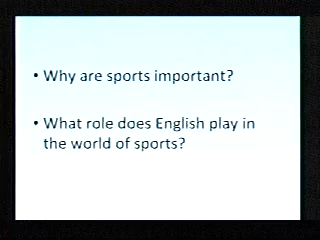 • Why are sports important?
• What role does English play in
the world of sports?